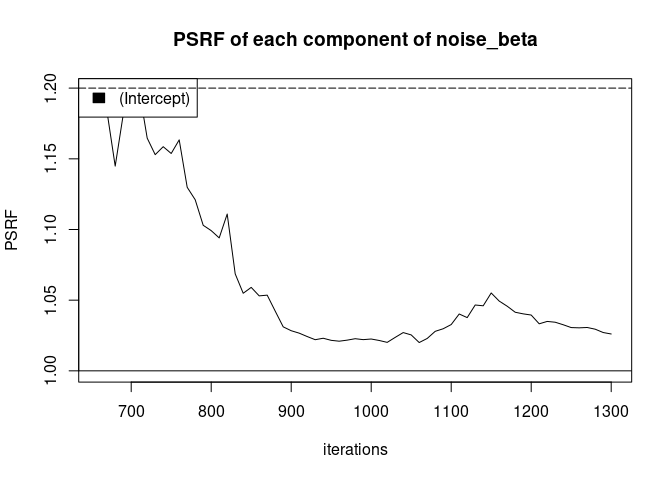 PSRF of each component of noise_beta
(Intercept)
PSRF
1.20
1.15
1.10
1.05
1.00
700 800 900 1000 1100 1200 1300
iterations